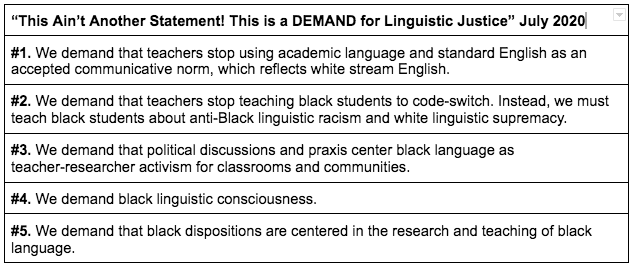 “This Ain’t Another Statement! This is a DEMAND for Linguistic Justice” July 2020
#1. We demand that teachers stop using academic language and standard English as an
accepted communicative norm, which reflects white stream English.
#2. We demand that teachers stop teaching black students to code-switch. Instead, we must
teach black students about anti-Black linguistic racism and white linguistic supremacy.
#3. We demand that political discussions and praxis center black language as
teacher-researcher activism for classrooms and communities.
#4. We demand black linguistic consciousness.
#5. We demand that black dispositions are centered in the research and teaching of black
language.